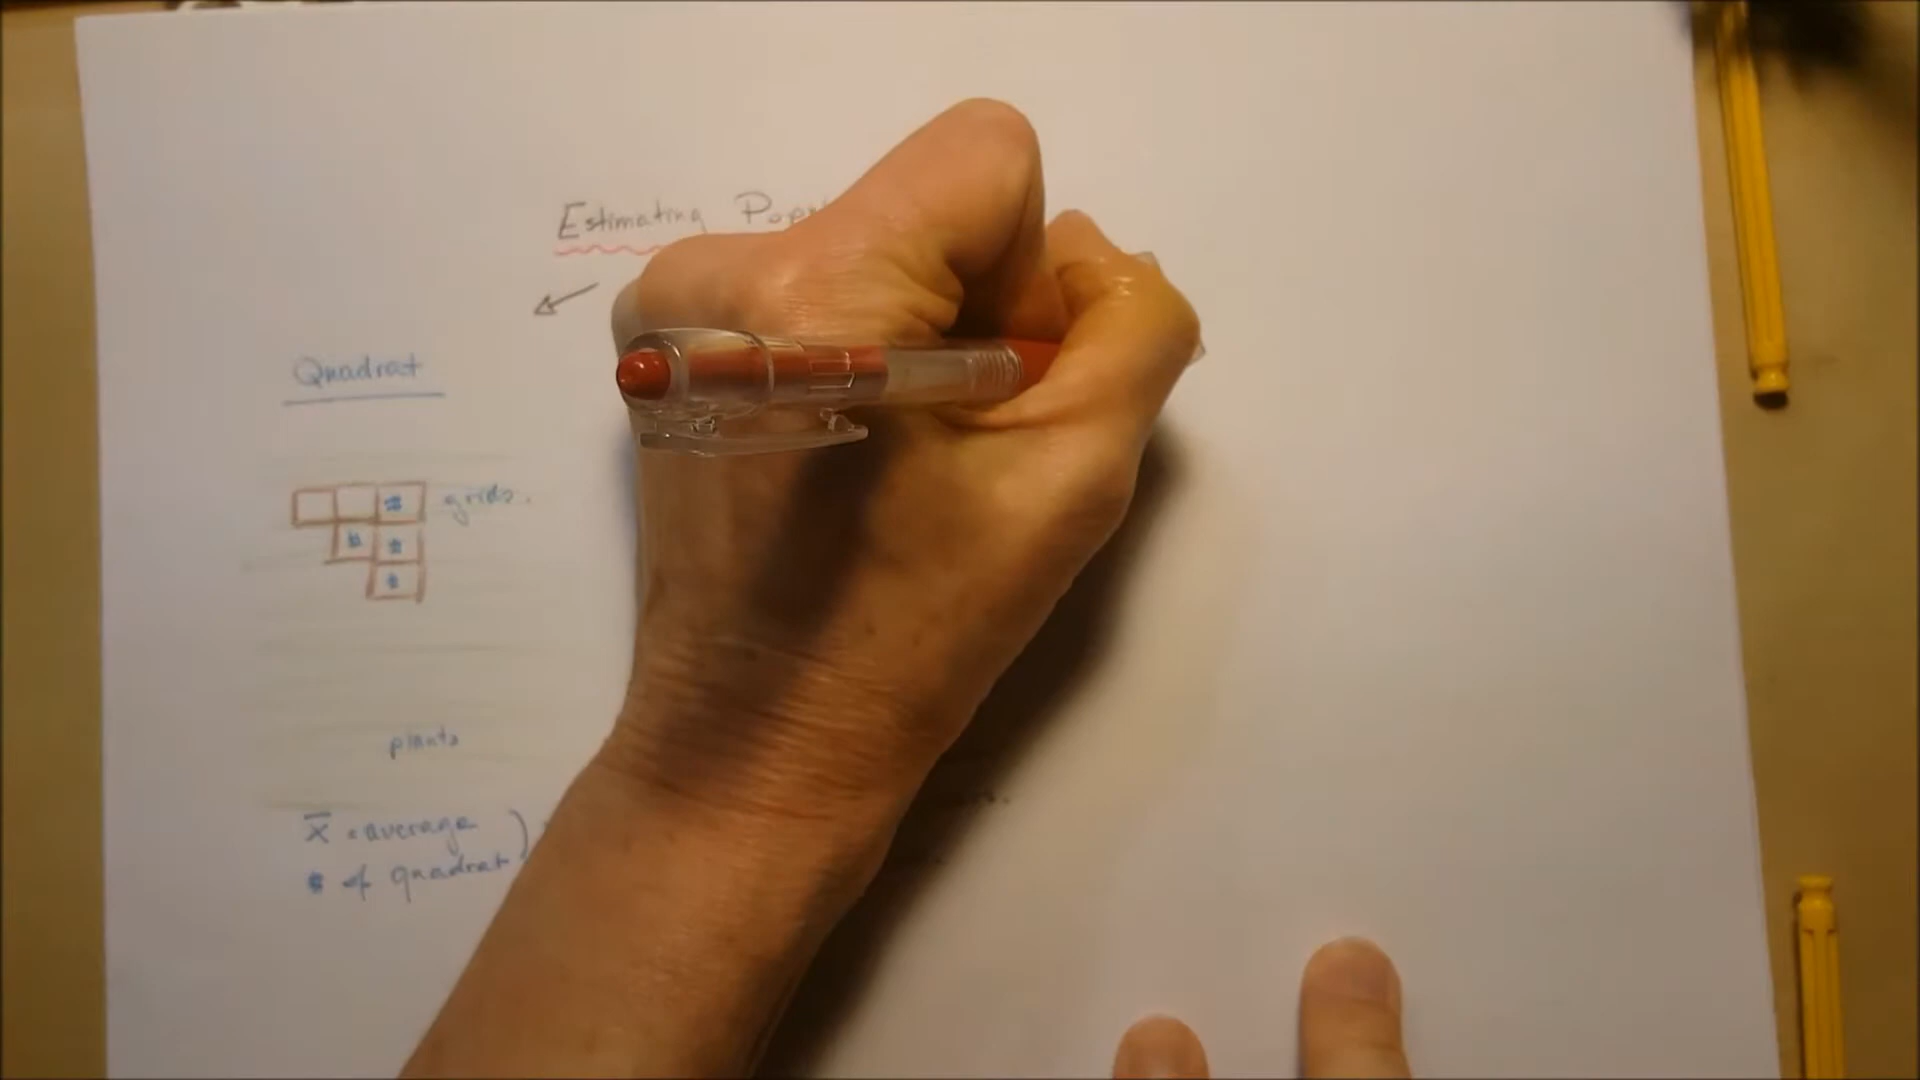 Estimating
Quadrat
# grids.
# #
#
plants
x̄ = average )
# of quadrat